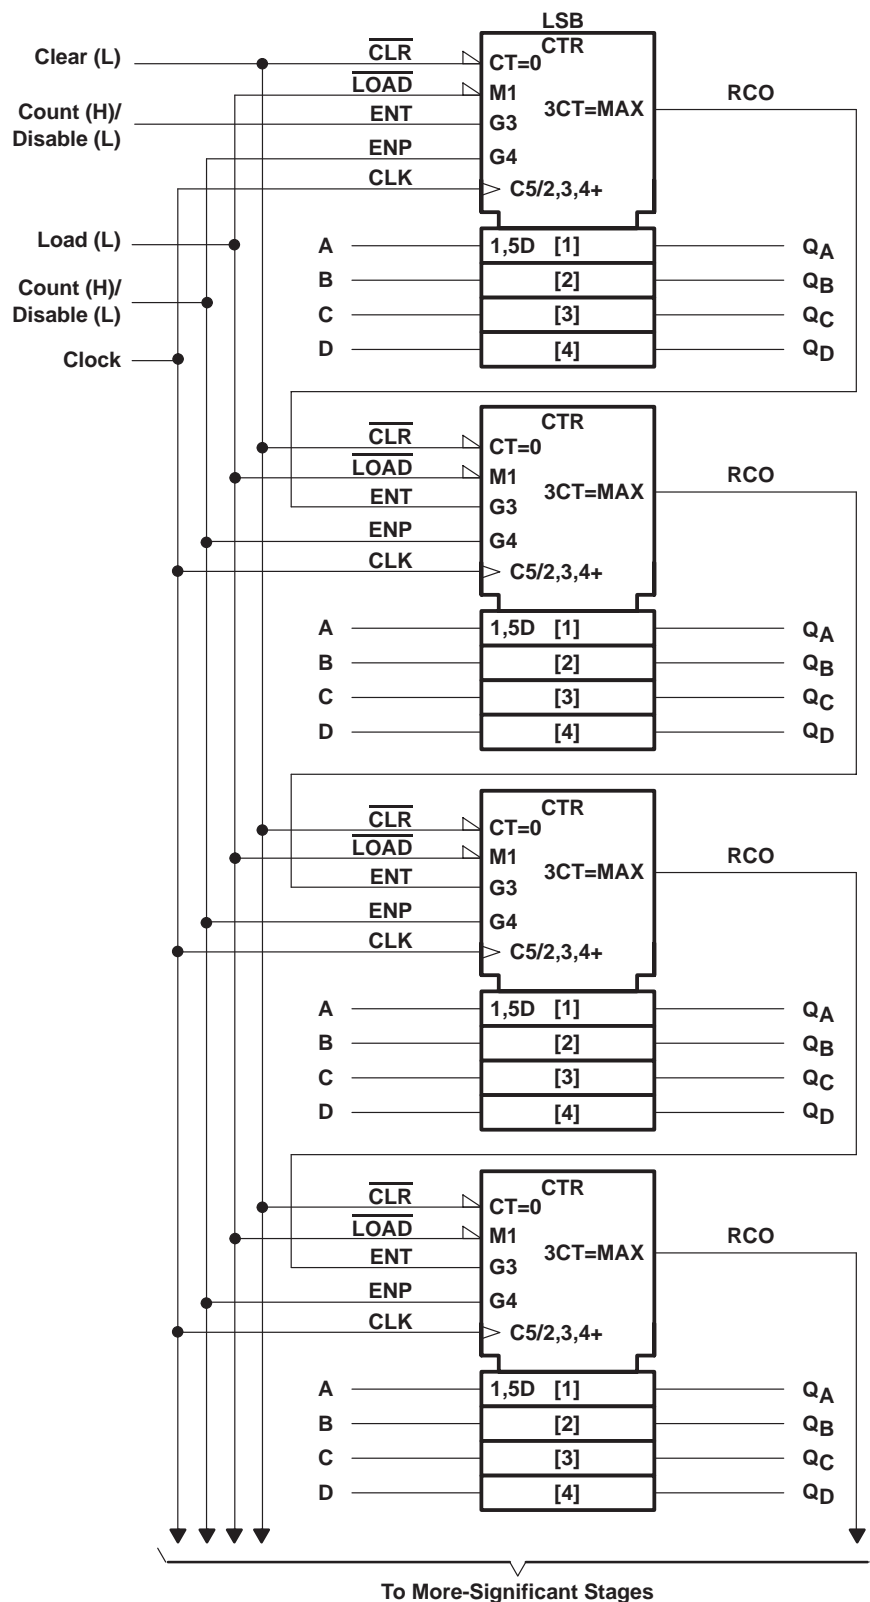 LSB
Clear (L)
CLR
CT=0
CTR
LOAD
M1
Count (H)/
Disable (L)
ENT
G3
3CT=MAX
RCO
ENP
G4
CLK
C5/2,3,4+
Load (L)
A
1,5D [1]
QA
Count (H)/
Disable (L)
B
[2]
QB
C
[3]
QC
Clock
D
[4]
QD
CTR
CLR
CT=0
LOAD
M1
ENT
G3
3CT=MAX
RCO
ENP
G4
CLK
C5/2,3,4+
A
1,5D [1]
QA
B
[2]
QB
C
[3]
QC
D
[4]
QD
CTR
CLR
CT=0
LOAD
M1
ENT
G3
3CT=MAX
RCO
ENP
G4
CLK
C5/2,3,4+
A
1,5D [1]
QA
B
[2]
QB
C
[3]
QC
D
[4]
QD
CTR
CLR
CT=0
LOAD
M1
ENT
G3
3CT=MAX
RCO
ENP
G4
CLK
C5/2,3,4+
A
1,5D [1]
QA
B
[2]
QB
C
[3]
QC
D
[4]
QD
To More-Significant Stages